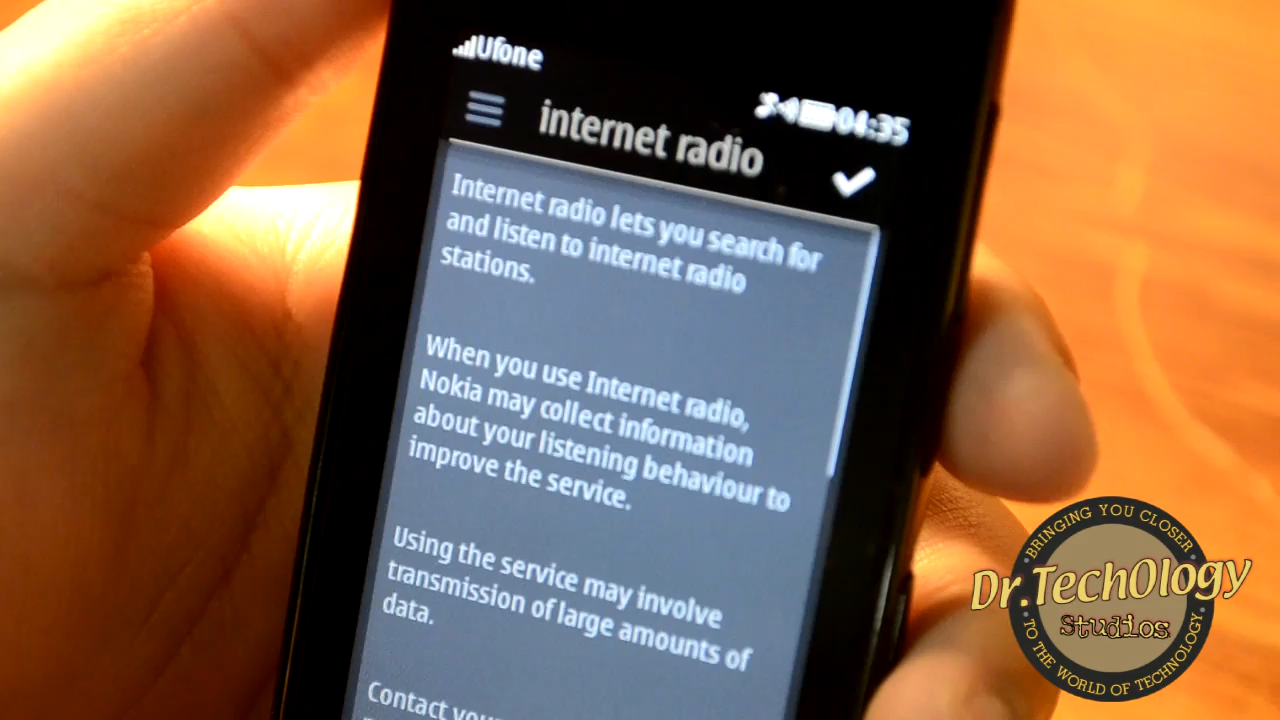 Ufone
04:35
internet radio
Internet radio lets you search for
and listen to internet radio
stations.
When you use Internet radio,
Nokia may collect information
about your listening behaviour to
improve the service.
Using the service may involve
transmission of large amounts of
data.
Contact your
BRINGING YOU CLOSER
Dr.TechOlogy
Studios
TO THE WORLD OF TECHNOLOGY